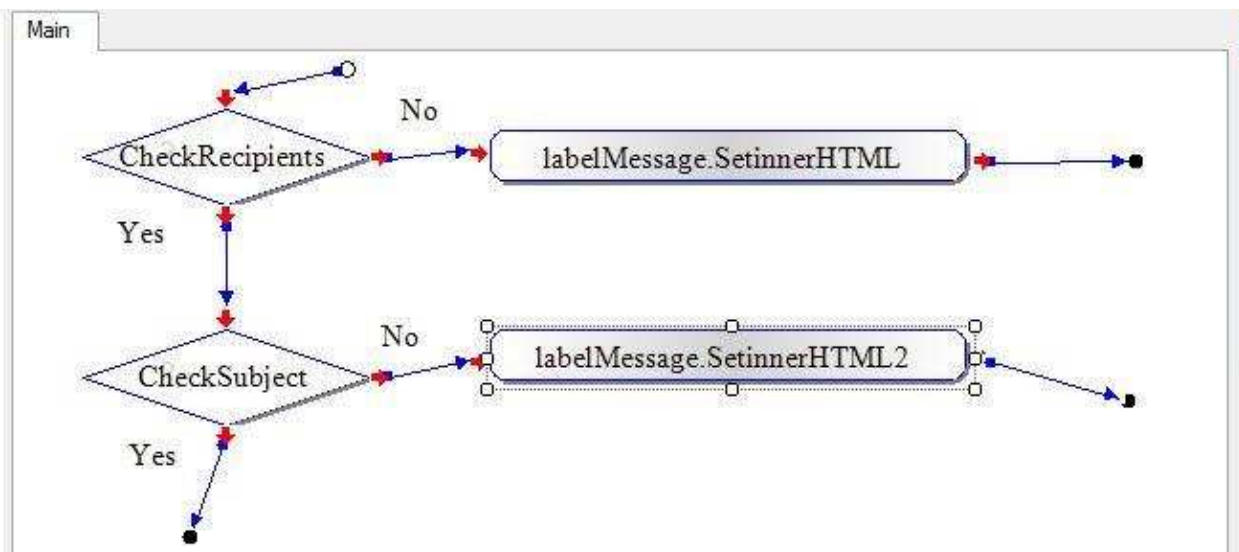 Main
No
CheckRecipients
labelMessage.SetinnerHTML
Yes
No
labelMessage.SetinnerHTML2
CheckSubject
Yes